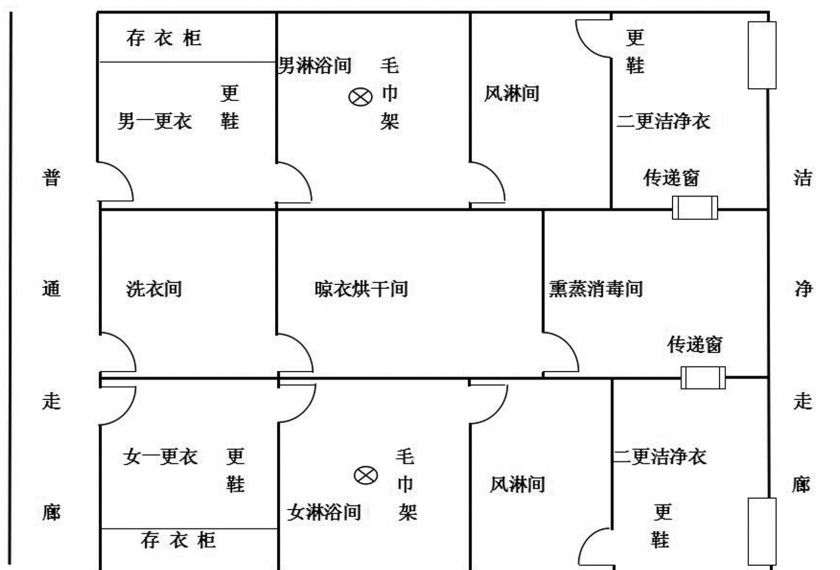 存 衣 柜
男一更衣
更鞋
男淋浴间
毛巾架
风淋间
更鞋
二更洁净衣
传递窗
普通走廊
洗衣间
晾衣烘干间
熏蒸消毒间
传递窗
洁净走廊
女一更衣
更鞋
存 衣 柜
女淋浴间
毛巾架
风淋间
二更洁净衣
更鞋